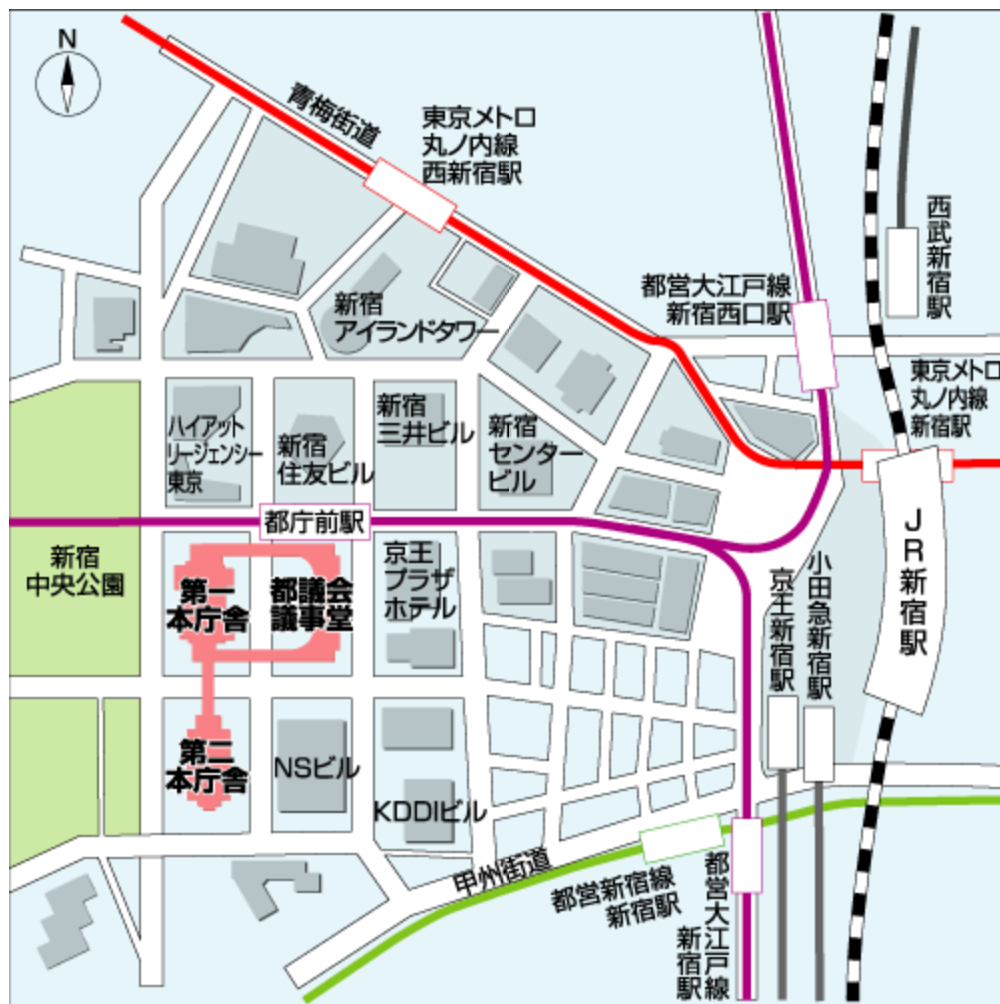 N
青梅街道
東京メトロ
丸ノ内線
西新宿駅
西武新宿駅
都営大江戸線
新宿西口駅
新宿
アイランドタワー
東京メトロ
丸ノ内線
新宿駅
ハイアット
リージェンシー
東京
新宿
住友ビル
新宿
三井ビル
新宿
センター
ビル
都庁前駅
JR新宿駅
新宿
中央公園
第一
本庁舎
都議会
議事堂
京王
プラザ
ホテル
京王新宿駅
小田急新宿駅
第二
本庁舎
NSビル
KDDIビル
甲州街道
都営新宿線
新宿駅
都営大江戸線
新宿駅